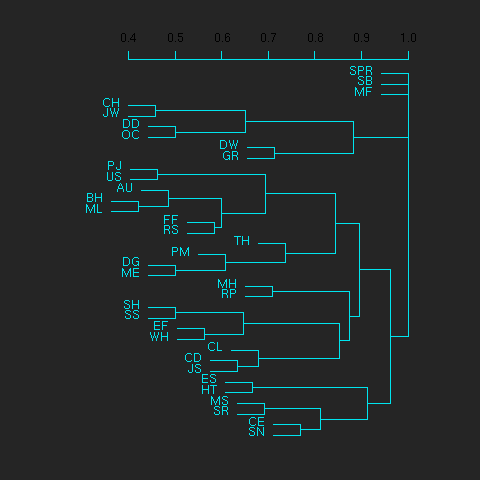 0.4 0.5 0.6 0.7 0.8 0.9 1.0
SPR
SB
MF
CH
JW
DD
OC
DW
GR
PJ
US
AU
BH
ML
FF
RS
TH
PM
DG
ME
MH
RP
SH
SS
EF
WH
CL
CD
JS
ES
HT
MS
SR
CE
SN